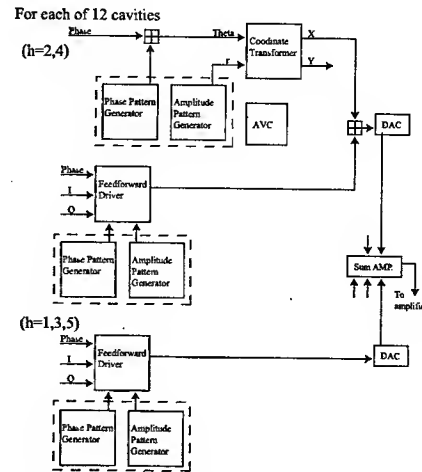 For each of 12 cavities
Phase
(h=2,4)
Theta
r
Coodinate
Transformer
X
Y
Phase Pattern
Generator
Amplitude
Pattern
Generator
AVC
DAC
Phase
I
Q
Feedforward
Driver
Phase Pattern
Generator
Amplitude
Pattern
Generator
Sum AMP.
To
amplifier
(h=1,3,5)
Phase
I
Q
Feedforward
Driver
DAC
Phase Pattern
Generator
Amplitude
Pattern
Generator